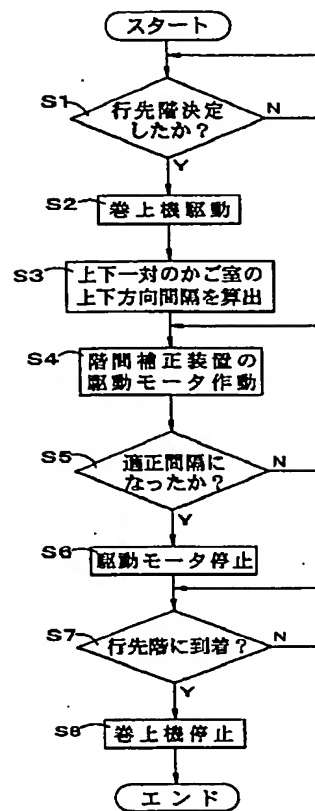 スタート
S1
行先階決定
したか?
N
Y
S2
巻上機駆動
S3
上下一対のかご室の
上下方向間隔を算出
S4
階間補正装置の
駆動モータ作動
S5
適正間隔に
なったか?
N
Y
S6
駆動モータ停止
S7
行先階に到着?
N
Y
S8
巻上機停止
エンド